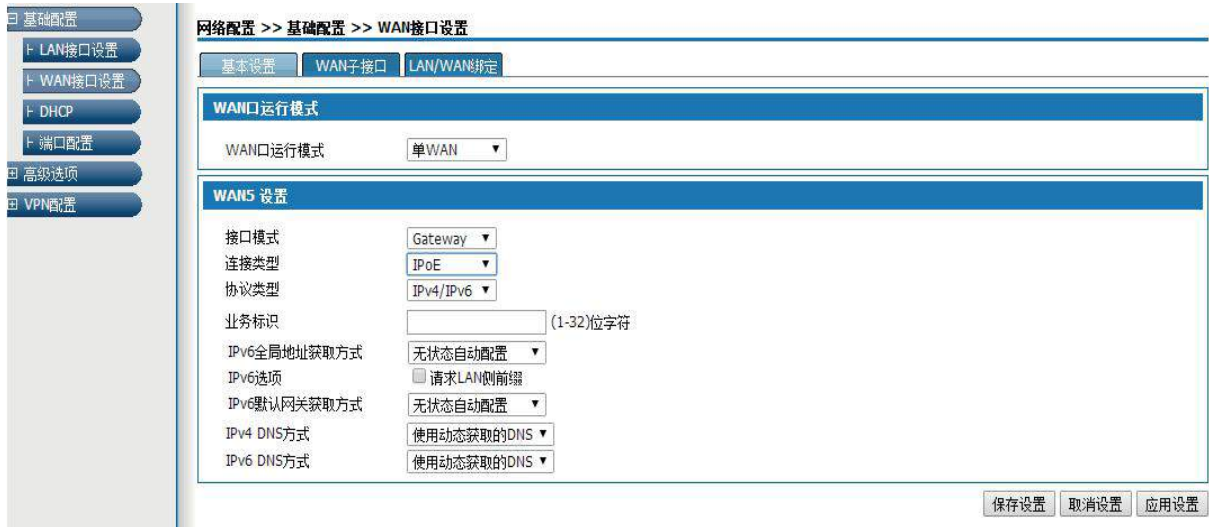 基础配置
LAN接口设置
WAN接口设置
DHCP
端口配置
高级选项
VPN配置
网络配置 >> 基础配置 >> WAN接口设置
基本设置 WAN子接口 LAN/WAN绑定
WAN口运行模式
WAN口运行模式 单WAN
WAN5 设置
接口模式 Gateway
连接类型 IPoE
协议类型 IPv4/IPv6
业务标识 (1-32)位字符
IPv6全局地址获取方式 无状态自动配置
IPv6选项 请求LAN侧前缀
IPv6默认网关获取方式 无状态自动配置
IPv4 DNS方式 使用动态获取的DNS
IPv6 DNS方式 使用动态获取的DNS
保存设置 取消设置 应用设置